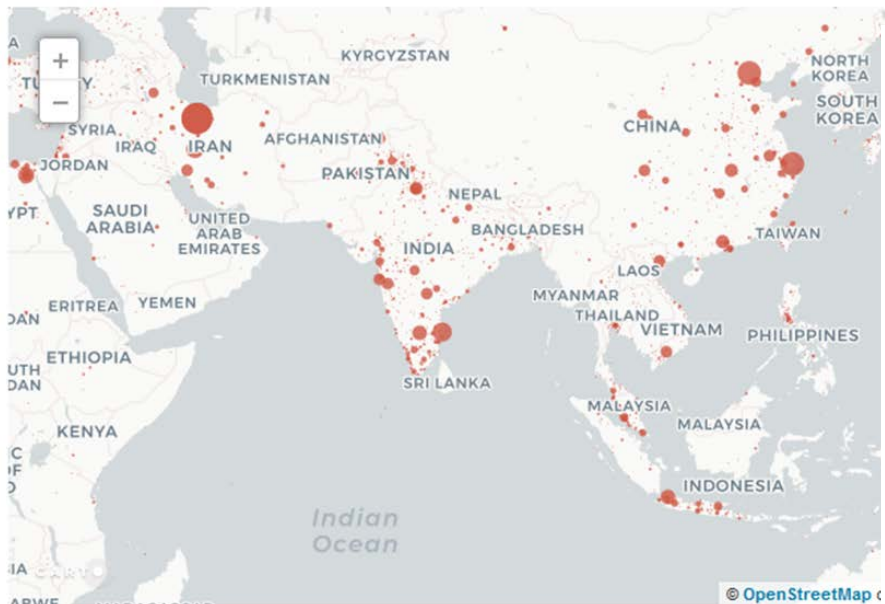 KYRGYZSTAN
NORTH
KOREA
TURKMENISTAN
SOUTH
KOREA
SYRIA
AFGHANISTAN
CHINA
IRAQ
IRAN
JORDAN
PAKISTAN
NEPAL
SAUDI
ARABIA
UNITED
ARAB
EMIRATES
BANGLADESH
TAIWAN
INDIA
LAOS
ERITREA
YEMEN
MYANMAR
THAILAND
VIETNAM
PHILIPPINES
ETHIOPIA
SRI LANKA
MALAYSIA
MALAYSIA
KENYA
INDONESIA
Indian
Ocean
CARTO
© OpenStreetMap c